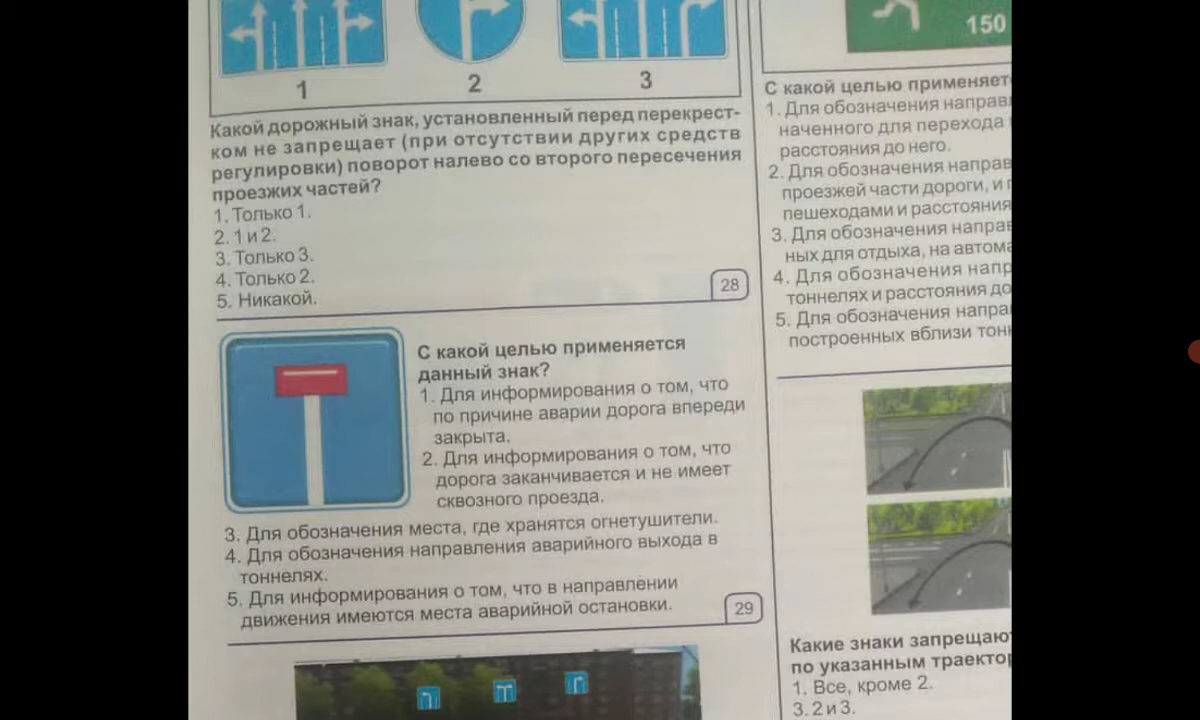 1
2
3
Какой дорожный знак, установленный перед перекрест-
ком не запрещает (при отсутствии других средств
регулировки) поворот налево со второго пересечения
проезжих частей?
1. Только 1.
2. 1 и 2.
3. Только 3.
4. Только 2.
5. Никакой.
28
С какой целью применяется
данный знак?
1. Для информирования о том, что
по причине аварии дорога впереди
закрыта.
2. Для информирования о том, что
дорога заканчивается и не имеет
сквозного проезда.
3. Для обозначения места, где хранятся огнетушители.
4. Для обозначения направления аварийного выхода в
тоннелях.
5. Для информирования о том, что в направлении
движения имеются места аварийной остановки.
29
150
С какой целью применяет
1. Для обозначения направ
наченного для перехода
расстояния до него.
2. Для обозначения направ
проезжей части дороги, и
пешеходами и расстояния
3. Для обозначения направ
ных для отдыха, на автома
4. Для обозначения напр
тоннелях и расстояния до
5. Для обозначения напра
построенных вблизи тон
Какие знаки запрещаю
по указанным траектор
1. Все, кроме 2.
3. 2 и 3.